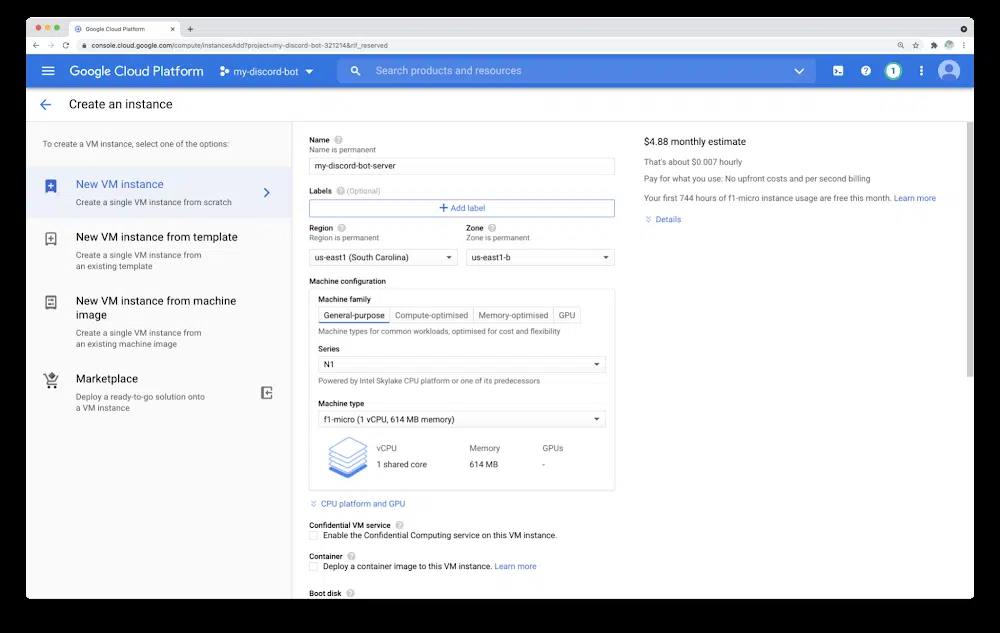 Google Cloud Platform
console.cloud.google.com/compute/instancesAdd?project=my-discord-bot-321214&rif_reserved
Google Cloud Platform
my-discord-bot
Search products and resources
1
Create an instance
To create a VM instance, select one of the options:
New VM instance
Create a single VM instance from scratch
New VM instance from template
Create a single VM instance from
an existing template
New VM instance from machine
image
Create a single VM instance from
an existing machine image
Marketplace
Deploy a ready-to-go solution onto
a VM instance
Name
Name is permanent
my-discord-bot-server
Labels (Optional)
Add label
Region
Region is permanent
us-east1 (South Carolina)
Zone
Zone is permanent
us-east1-b
Machine configuration
Machine family
General-purpose Compute-optimised Memory-optimised GPU
Machine types for common workloads, optimised for cost and flexibility
Series
N1
Powered by Intel Skylake CPU platform or one of its predecessors
Machine type
f1-micro (1 vCPU, 614 MB memory)
vCPU Memory GPUs
1 shared core 614 MB -
CPU platform and GPU
Confidential VM service
Enable the Confidential Computing service on this VM instance.
Container
Deploy a container image to this VM instance. Learn more
Boot disk
$4.88 monthly estimate
That's about $0.007 hourly
Pay for what you use: No upfront costs and per second billing
Your first 744 hours of f1-micro instance usage are free this month. Learn more
Details